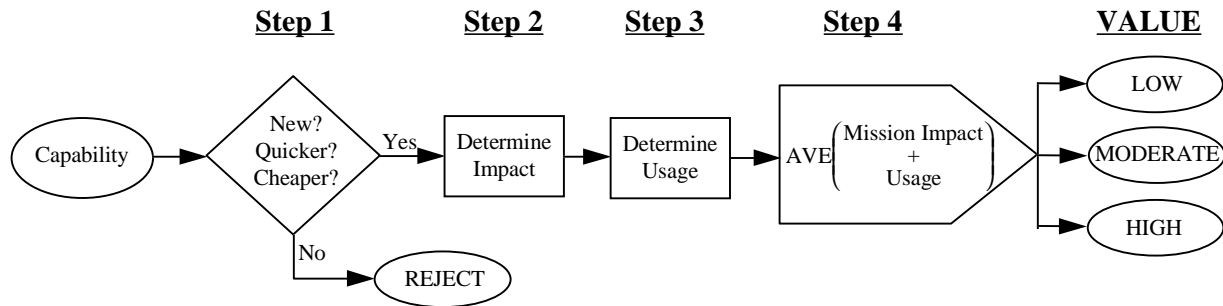 Step 1
Step 2
Step 3
Step 4
VALUE
Capability
New?
Quicker?
Cheaper?
Yes
No
REJECT
Determine
Impact
Determine
Usage
AVE
Mission Impact
+
Usage
LOW
MODERATE
HIGH